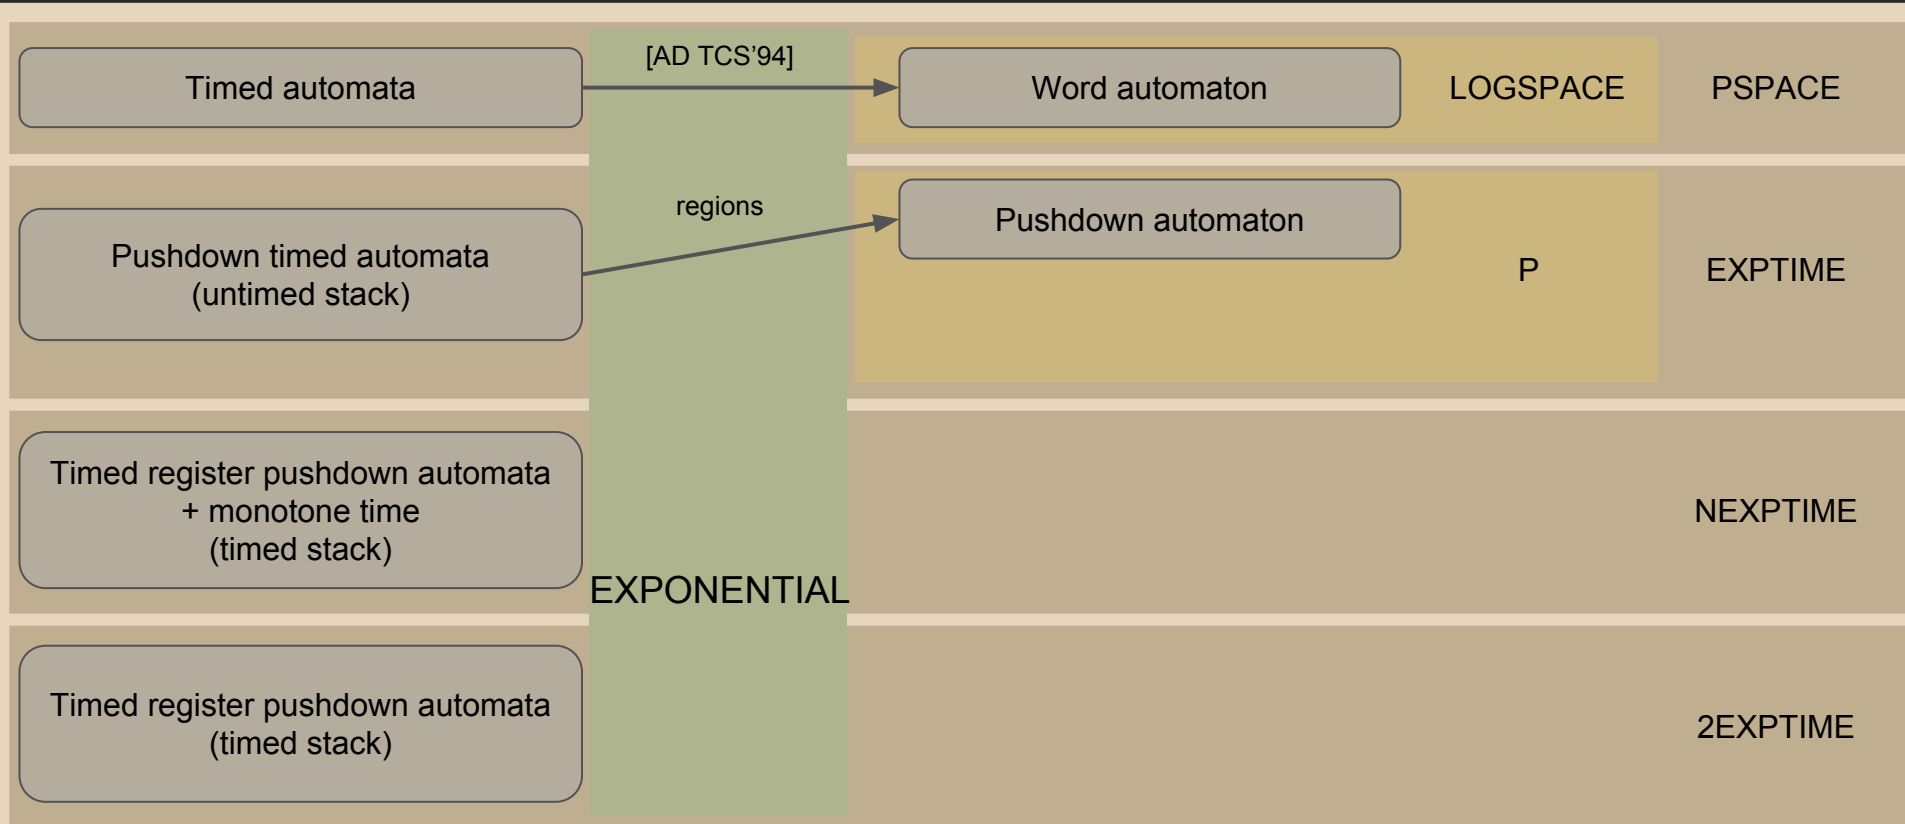 Timed automata
[AD TCS’94]
Word automaton
LOGSPACE
PSPACE
Pushdown timed automata
(untimed stack)
regions
Pushdown automaton
P
EXPTIME
Timed register pushdown automata
+ monotone time
(timed stack)
NEXPTIME
EXPONENTIAL
Timed register pushdown automata
(timed stack)
2EXPTIME